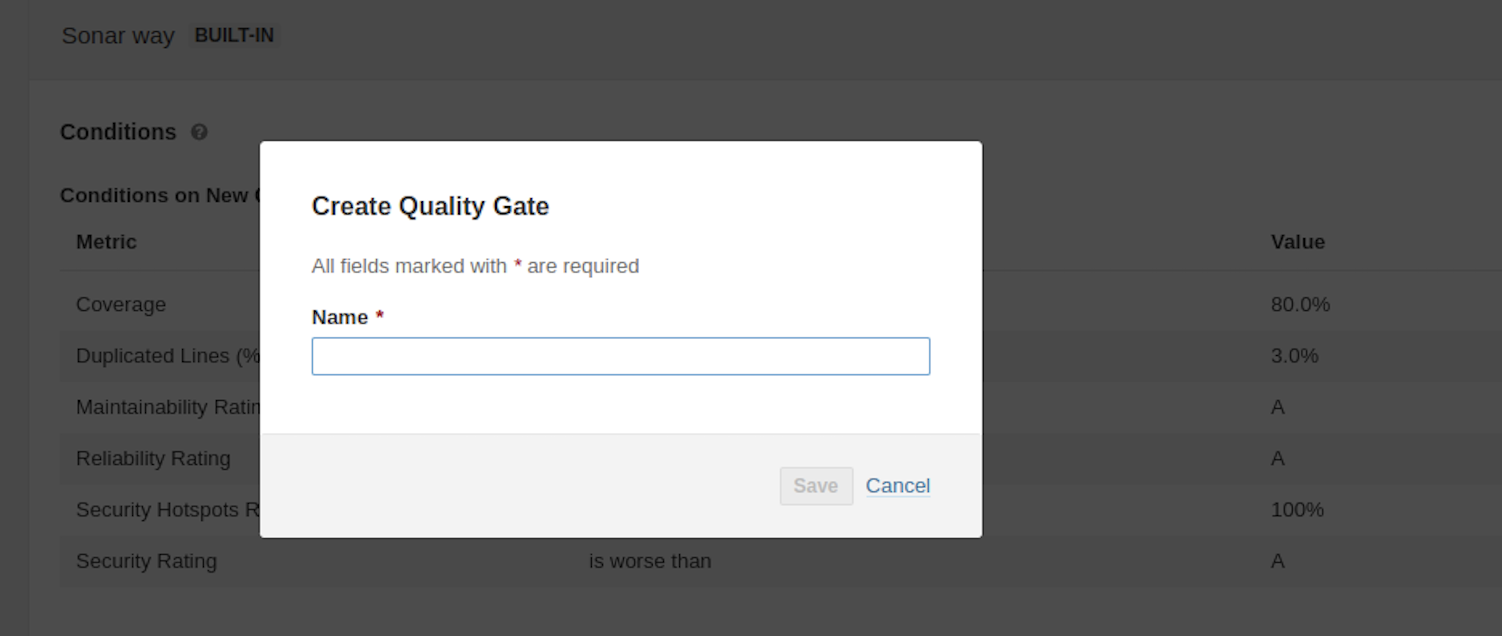 Sonar way BUILT-IN
Conditions
Conditions on New
Metric Value
Create Quality Gate
All fields marked with * are required
Name *
Coverage 80.0%
Duplicated Lines (% 3.0%
Maintainability A
Reliability Rating A
Save Cancel
Security Hotspots 100%
Security Rating is worse than A